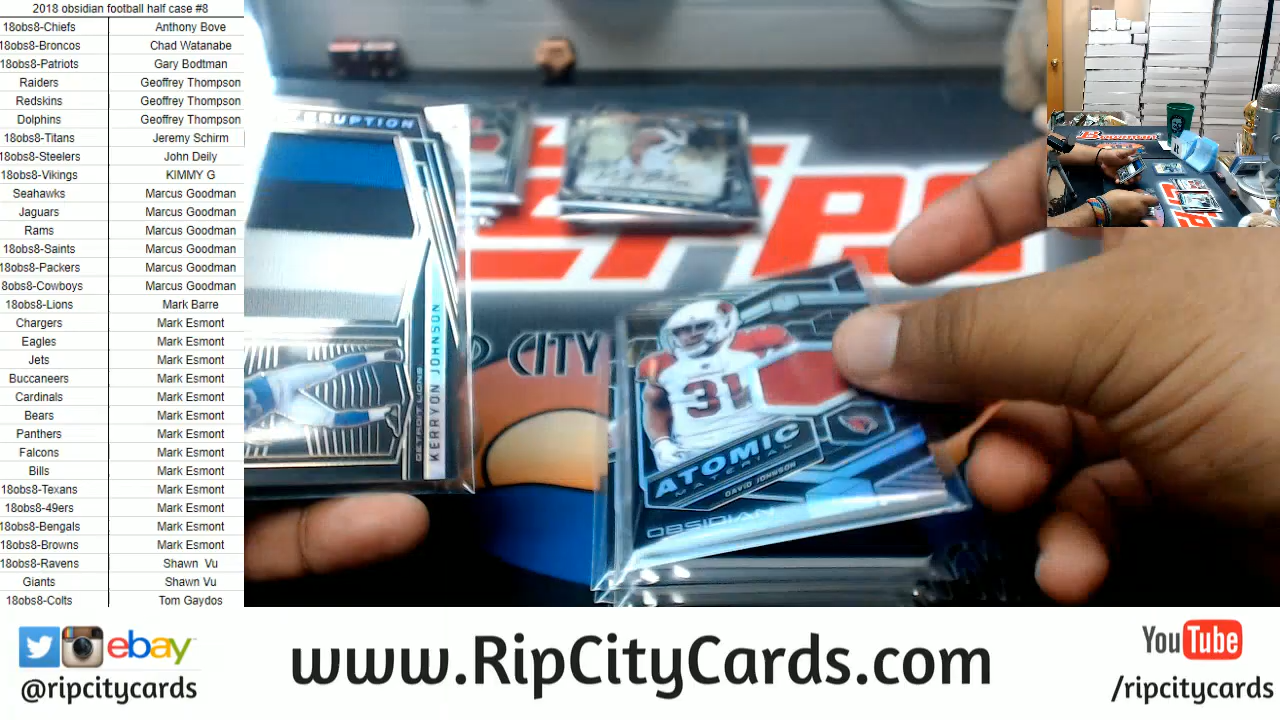 2018 obsidian football half case #8
18obs8-Chiefs Anthony Bove
18obs8-Broncos Chad Watanabe
18obs8-Patriots Gary Bodtman
Raiders Geoffrey Thompson
Redskins Geoffrey Thompson
Dolphins Geoffrey Thompson
18obs8-Titans Jeremy Schirm
18obs8-Steelers John Deily
18obs8-Vikings KIMMY G
Seahawks Marcus Goodman
Jaguars Marcus Goodman
Rams Marcus Goodman
18obs8-Saints Marcus Goodman
18obs8-Packers Marcus Goodman
8obs8-Cowboys Marcus Goodman
18obs8-Lions Mark Barre
Chargers Mark Esmont
Eagles Mark Esmont
Jets Mark Esmont
Buccaneers Mark Esmont
Cardinals Mark Esmont
Bears Mark Esmont
Panthers Mark Esmont
Falcons Mark Esmont
Bills Mark Esmont
18obs8-Texans Mark Esmont
18obs8-49ers Mark Esmont
18obs8-Bengals Mark Esmont
18obs8-Browns Mark Esmont
18obs8-Ravens Shawn Vu
Giants Shawn Vu
18obs8-Colts Tom Gaydos
ERUPTION
DETROIT LIONS
KERRYON JOHNSON
P CITY
31
ATOMIC
MATERIAL
DAVID JOHNSON
OBSIDIAN
ebay
@ripcitycards
www.RipCityCards.com
YouTube
/ripcitycards